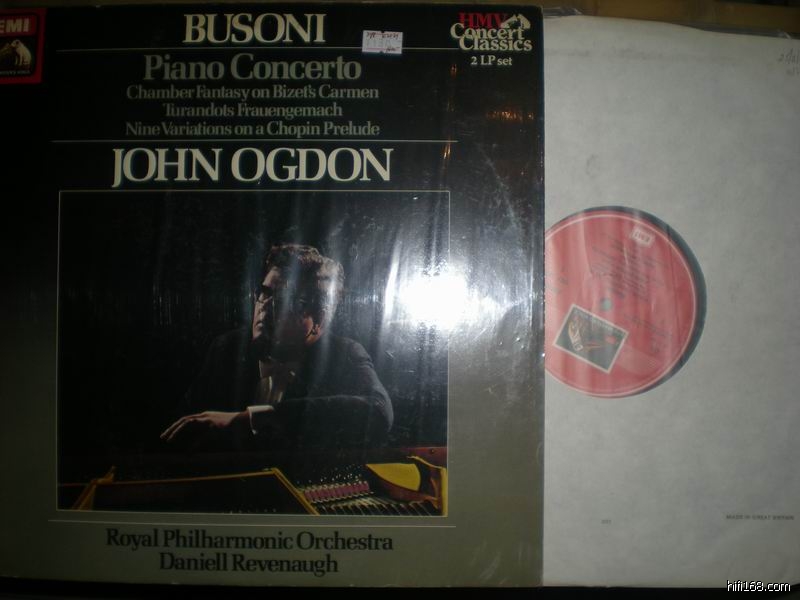 EMI
BUSONI
HMV
Concert
Classics
2 LP set
Piano Concerto
Chamber Fantasy on Bizet's Carmen
Turandots Frauengemach
Nine Variations on a Chopin Prelude
JOHN OGDON
Royal Philharmonic Orchestra
Daniell Revenaugh
EMI
MADE IN GREAT BRITAIN
hifi168.com